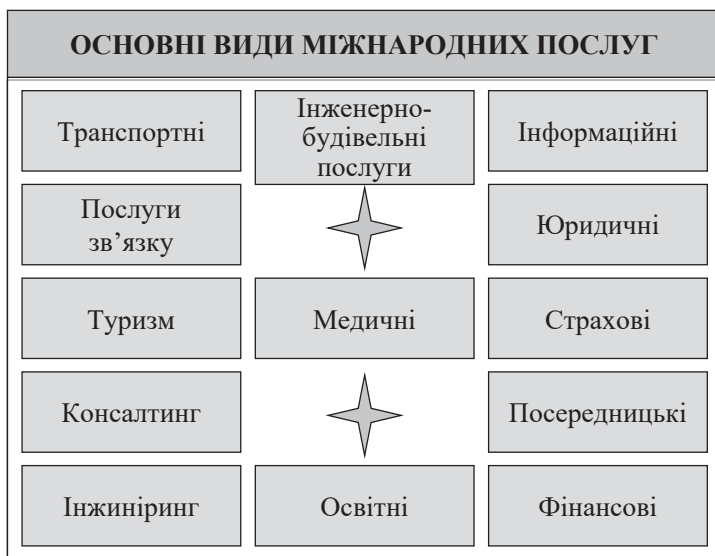 ОСНОВНІ ВИДИ МІЖНАРОДНИХ ПОСЛУГ
Транспортні
Інженерно-
будівельні
послуги
Інформаційні
Послуги
зв’язку
Юридичні
Туризм
Медичні
Страхові
Консалтинг
Посередницькі
Інжиніринг
Освітні
Фінансові